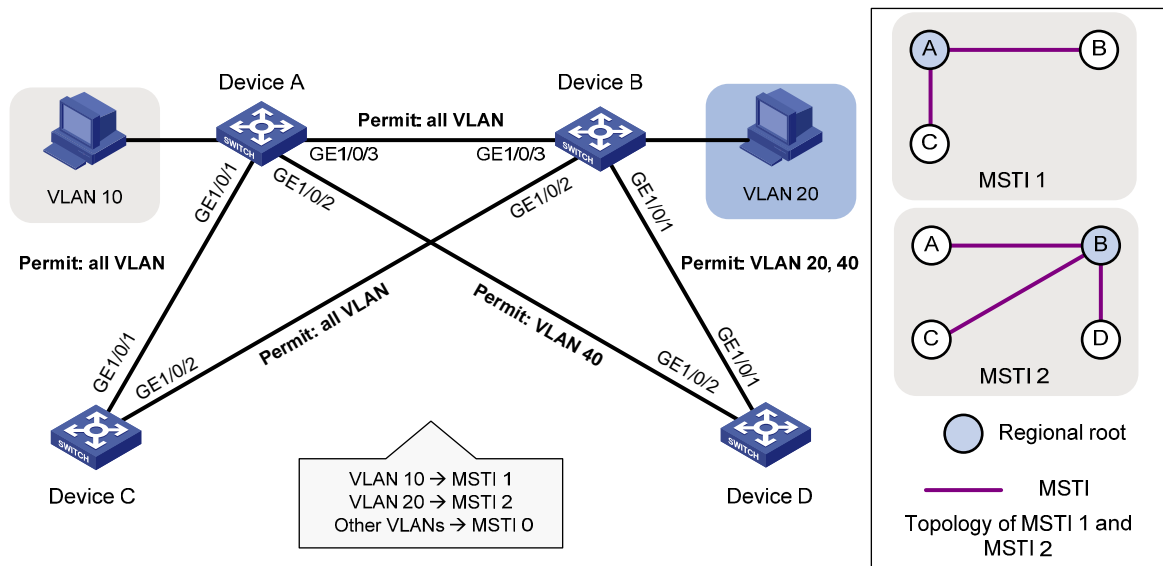 Device A
Device B
Permit: all VLAN
SWITCH
SWITCH
GE1/0/3
GE1/0/3
VLAN 10
VLAN 20
GE1/0/1
GE1/0/2
GE1/0/2
GE1/0/1
Permit: all VLAN
Permit: VLAN 20, 40
Permit: all VLAN
Permit: VLAN 40
GE1/0/1
GE1/0/2
GE1/0/2
GE1/0/1
SWITCH
SWITCH
Device C
Device D
VLAN 10 → MSTI 1
VLAN 20 → MSTI 2
Other VLANs → MSTI 0
A
B
C
MSTI 1
A
B
C
D
MSTI 2
Regional root
MSTI
Topology of MSTI 1 and
MSTI 2